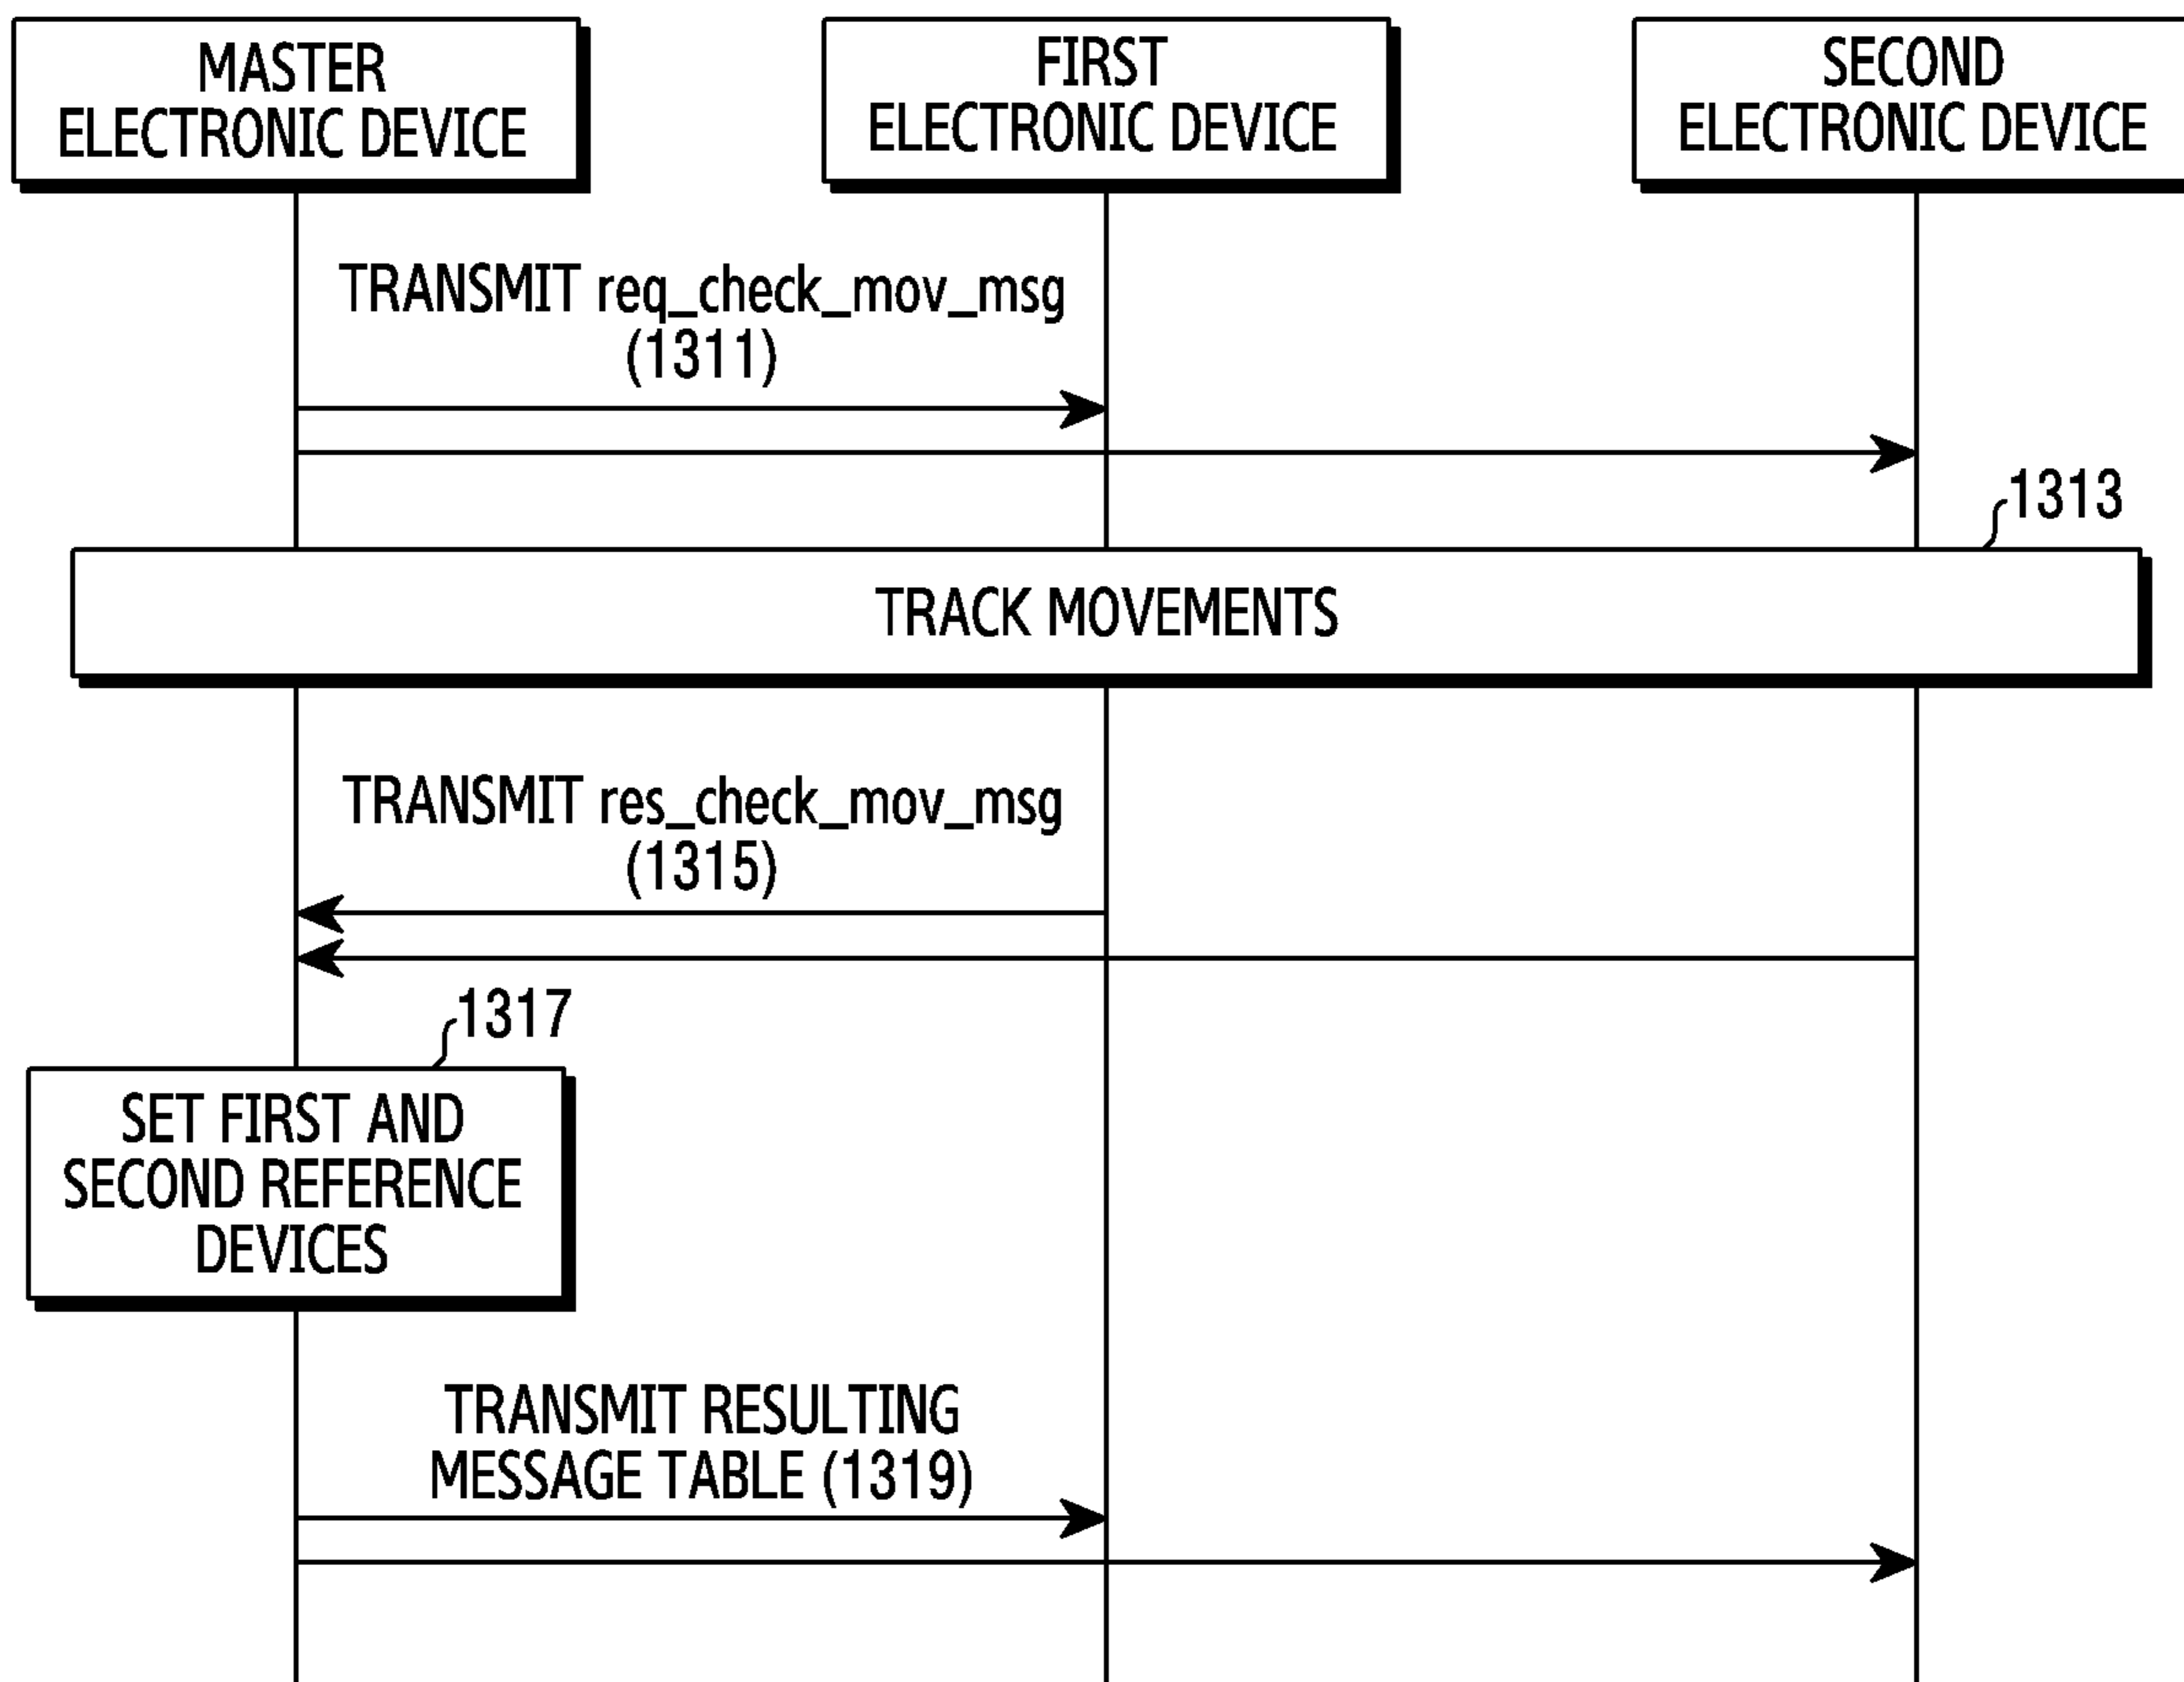 MASTER
ELECTRONIC DEVICE
FIRST
ELECTRONIC DEVICE
SECOND
ELECTRONIC DEVICE
TRANSMIT req_check_mov_msg
(1311)
1313
TRACK MOVEMENTS
TRANSMIT res_check_mov_msg
(1315)
1317
SET FIRST AND
SECOND REFERENCE
DEVICES
TRANSMIT RESULTING
MESSAGE TABLE (1319)